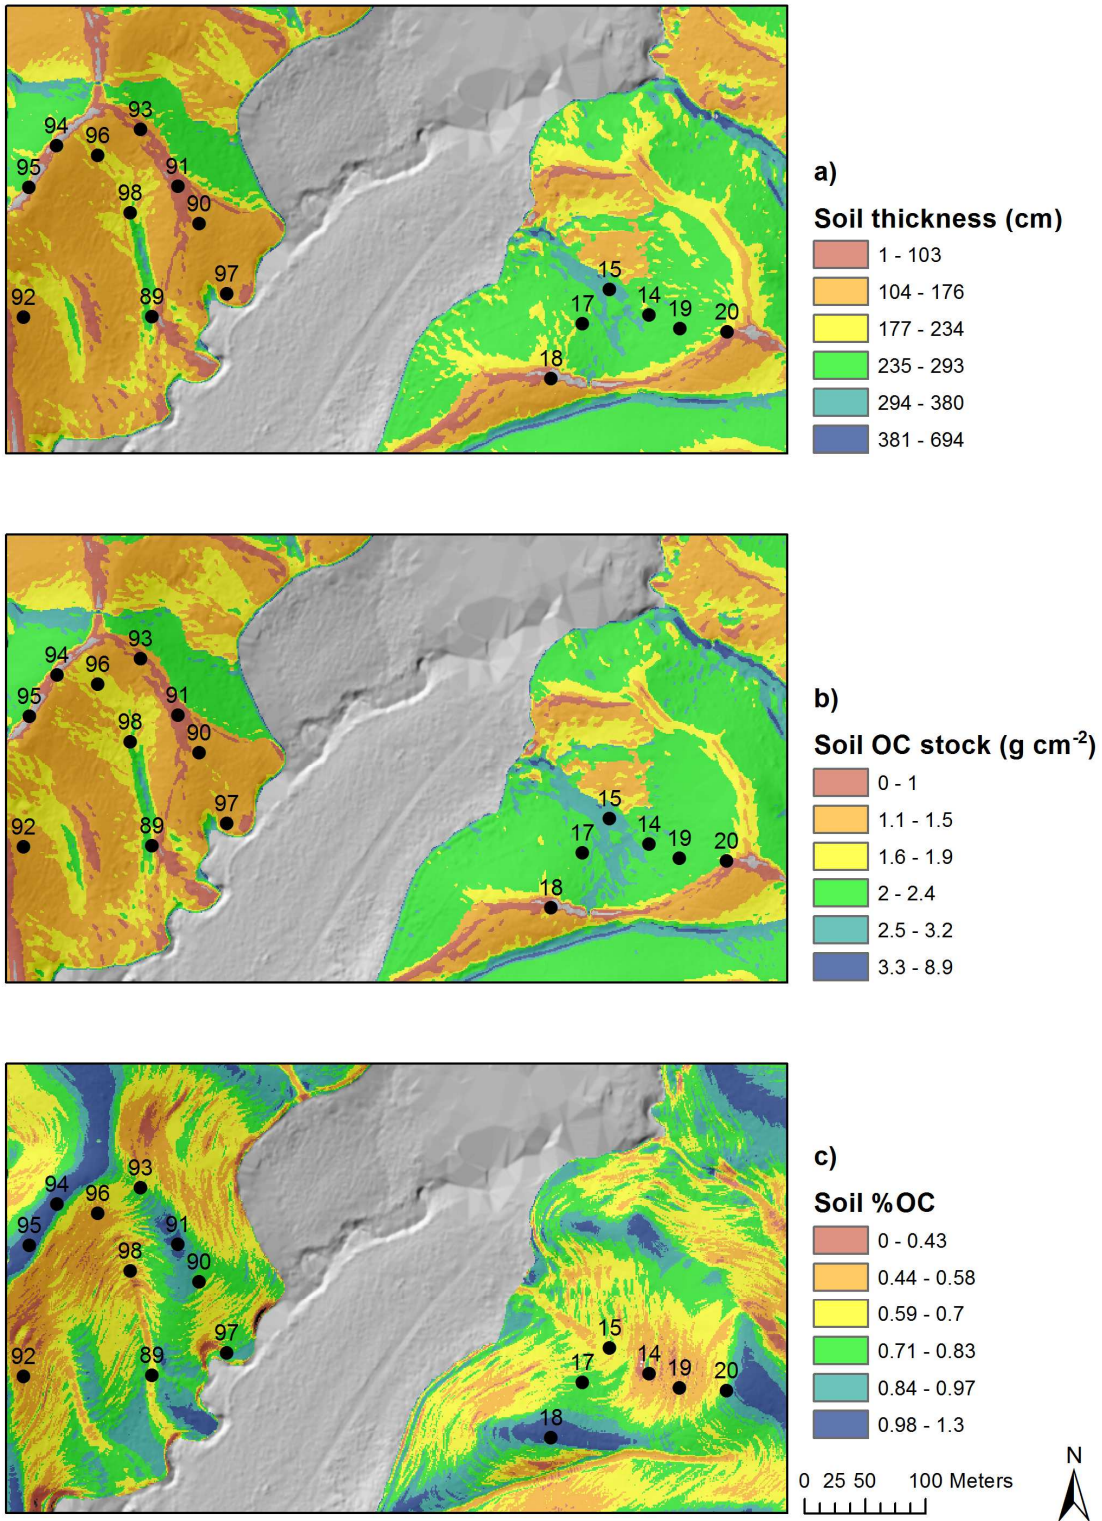 93
94
96
95
91
98
90
97
92
89
15
17
14
19
20
18
a)
Soil thickness (cm)
1 - 103
104 - 176
177 - 234
235 - 293
294 - 380
381 - 694
93
94
96
95
91
98
90
97
92
89
15
17
14
19
20
18
b)
Soil OC stock (g cm⁻²)
0 - 1
1.1 - 1.5
1.6 - 1.9
2 - 2.4
2.5 - 3.2
3.3 - 8.9
93
94
96
95
91
98
90
97
92
89
15
17
14
19
20
18
c)
Soil %OC
0 - 0.43
0.44 - 0.58
0.59 - 0.7
0.71 - 0.83
0.84 - 0.97
0.98 - 1.3
N
0 25 50 100 Meters